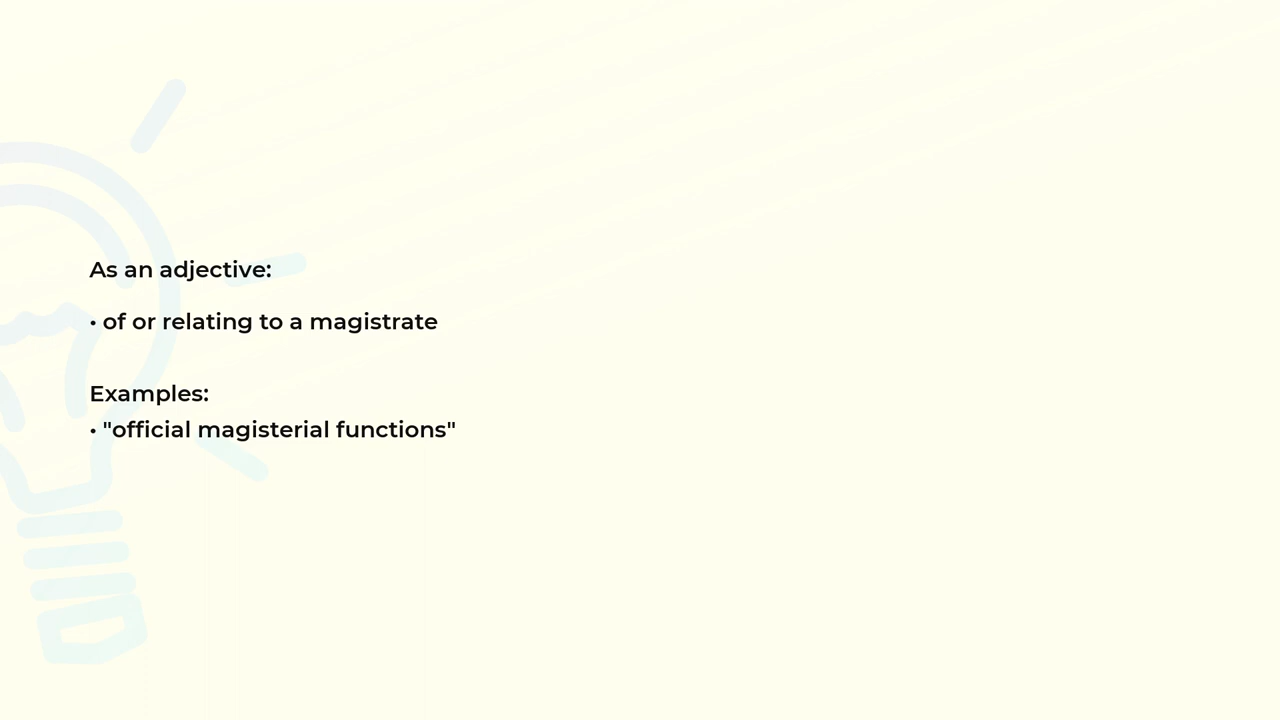 As an adjective:
• of or relating to a magistrate
Examples:
• "official magisterial functions"